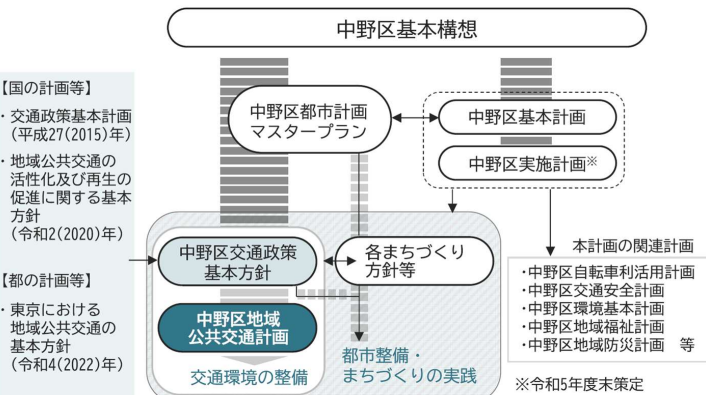 中野区基本構想
【国の計画等】
・交通政策基本計画
(平成27(2015)年)
・地域公共交通の
活性化及び再生の
促進に関する基本
方針
(令和2(2020)年)
【都の計画等】
・東京における
地域公共交通の
基本方針
(令和4(2022)年)
中野区都市計画
マスタープラン
中野区基本計画
中野区実施計画※
中野区交通政策
基本方針
各まちづくり
方針等
中野区地域
公共交通計画
交通環境の整備
都市整備・
まちづくりの実践
本計画の関連計画
・中野区自転車利活用計画
・中野区交通安全計画
・中野区環境基本計画
・中野区地域福祉計画
・中野区地域防災計画 等
※令和5年度末策定